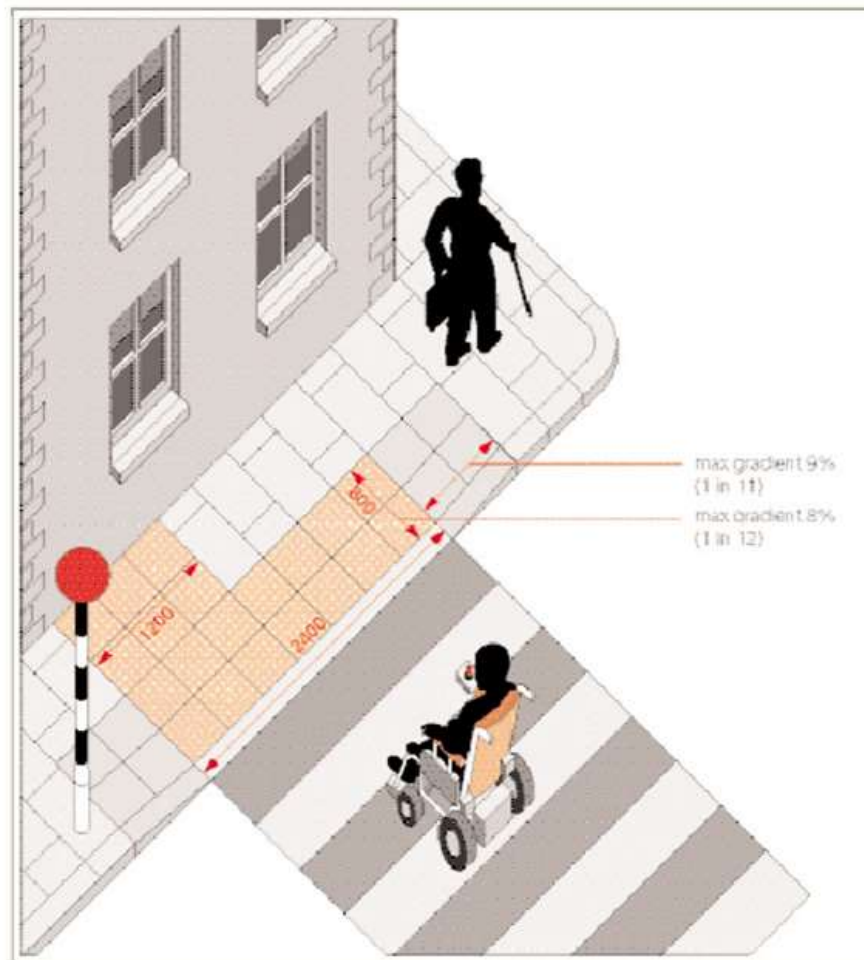 max gradient 9%
(1 in 11)
800
max gradient 8%
(1 in 12)
1200
2400